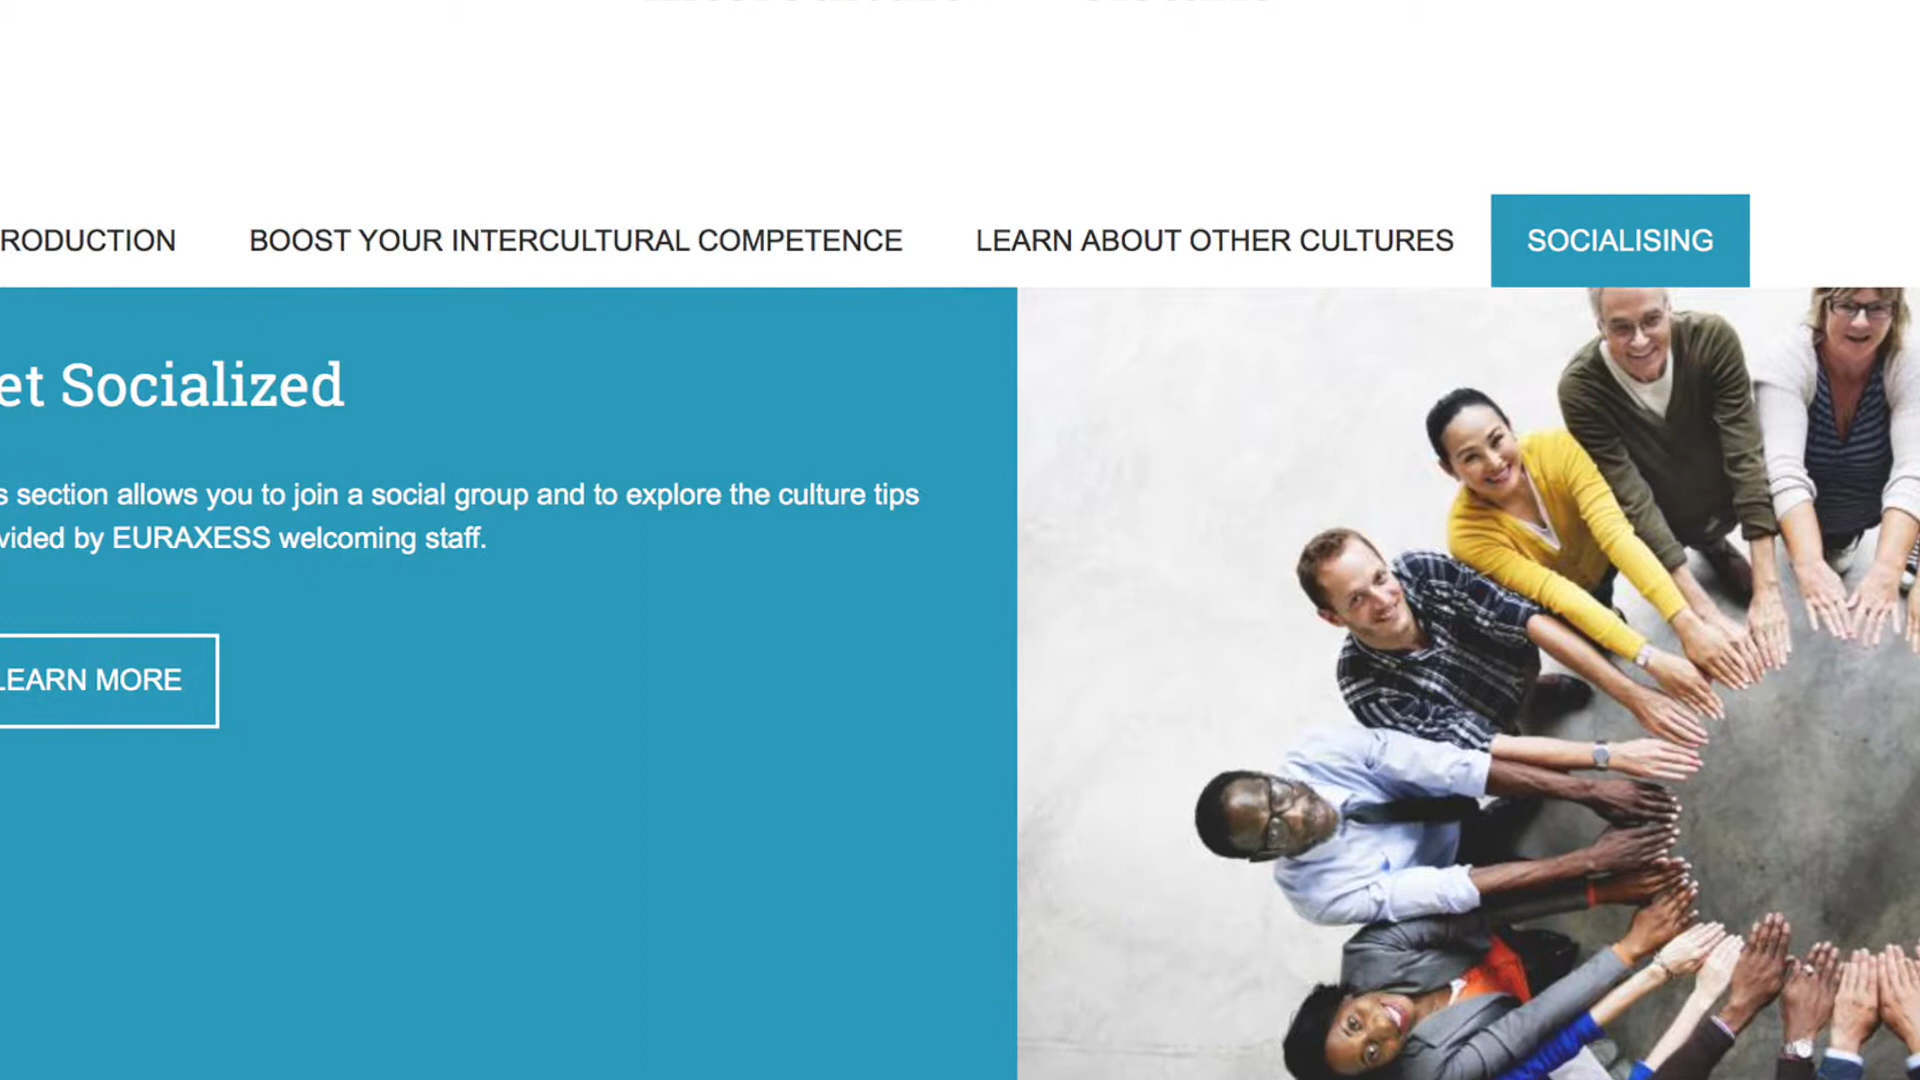 RODUCTION
BOOST YOUR INTERCULTURAL COMPETENCE
LEARN ABOUT OTHER CULTURES
SOCIALISING
et Socialized
s section allows you to join a social group and to explore the culture tips
vided by EURAXESS welcoming staff.
LEARN MORE